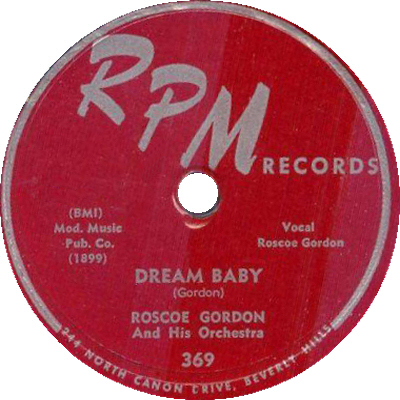 RPM
RECORDS
(BMI)
Mod. Music
Pub. Co.
(1899)
Vocal
Roscoe Gordon
DREAM BABY
(Gordon)
ROSCOE GORDON
And His Orchestra
369
244 NORTH CANON DRIVE, BEVERLY HILLS